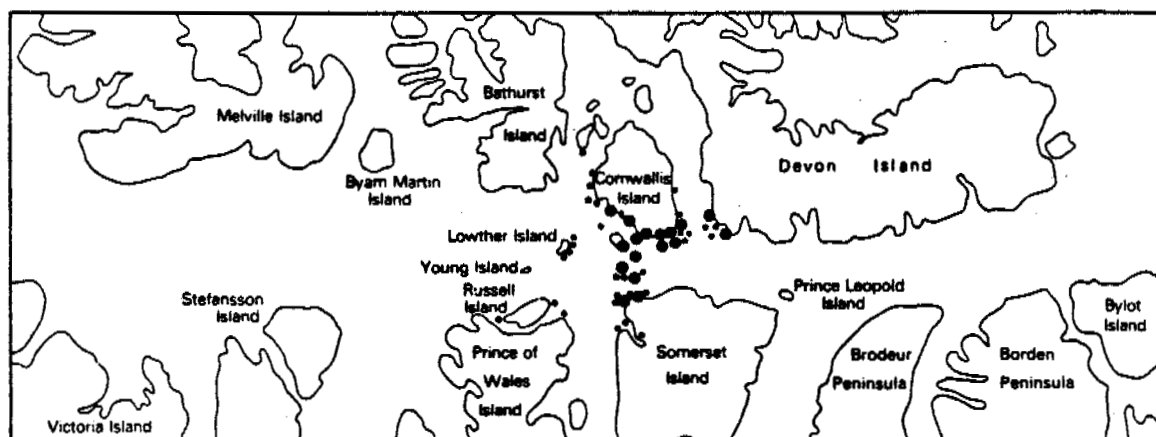 Melville Island
Bathurst
Island
Byam Martin
Island
Cornwallis
Island
Devon Island
Lowther Island
Young Island
Russell
Island
Stefansson
Island
Prince of
Wales
Island
Victoria Island
Somerset
Island
Prince Leopold
Island
Brodeur
Peninsula
Borden
Peninsula
Bylot
Island